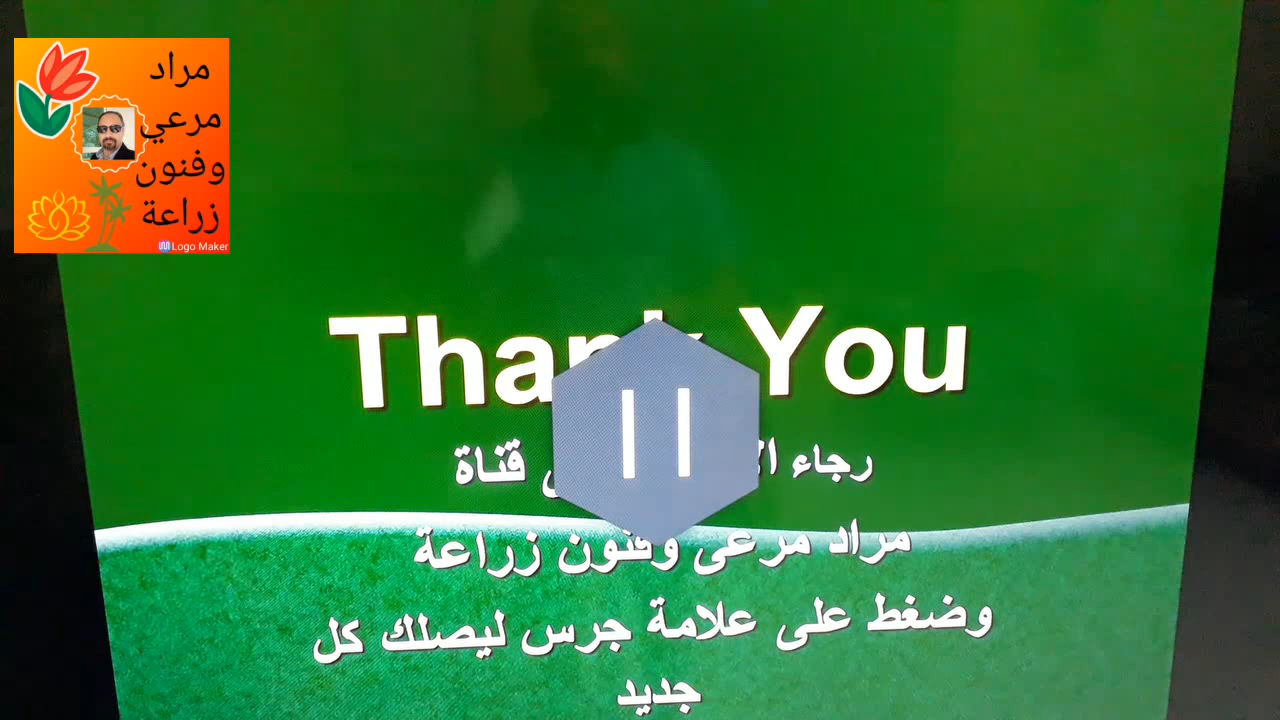 مراد
مرعي
وفنون
زراعة
Logo Maker
Thank You
رجاء قناة
مراد مرعى وفنون زراعة
وضغط على علامة جرس ليصلك كل
جديد